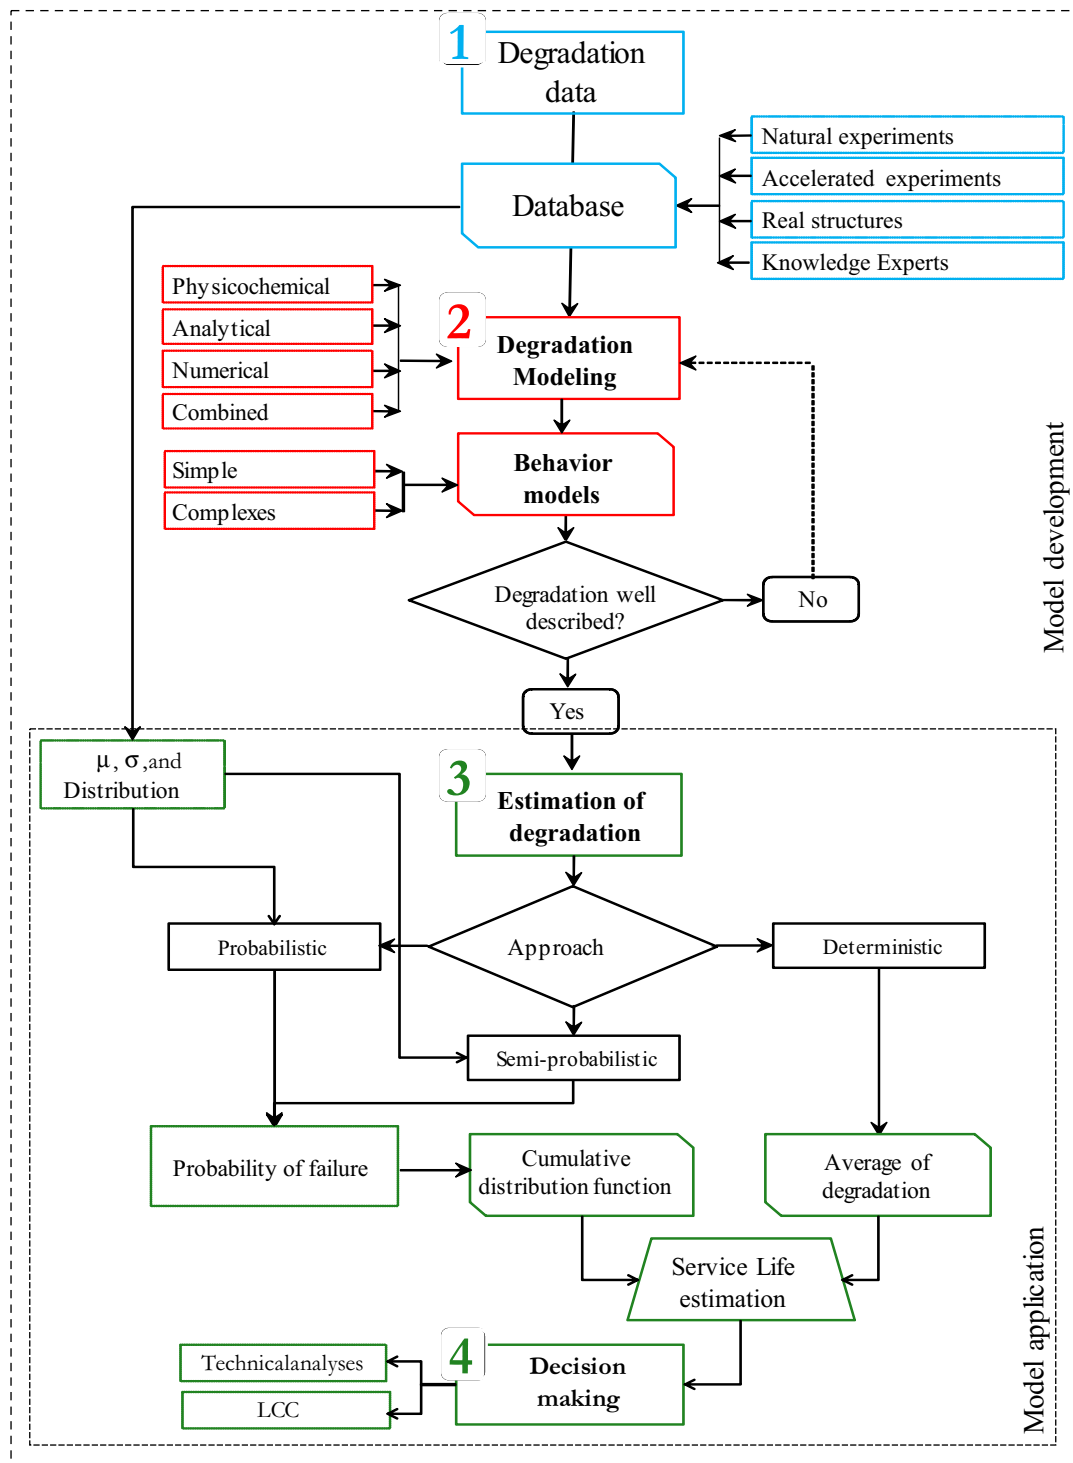 1
Degradation
data
Database
Natural experiments
Accelerated experiments
Real structures
Knowledge Experts
Physicochemical
Analytical
Numerical
Combined
2
Degradation
Modeling
Simple
Complexes
Behavior
models
Degradation well
described?
No
Yes
Model development
μ, σ,and
Distribution
3
Estimation of
degradation
Probabilistic
Approach
Deterministic
Semi-probabilistic
Probability of failure
Cumulative
distribution function
Average of
degradation
Service Life
estimation
4
Decision
making
Technicalanalyses
LCC
Model application